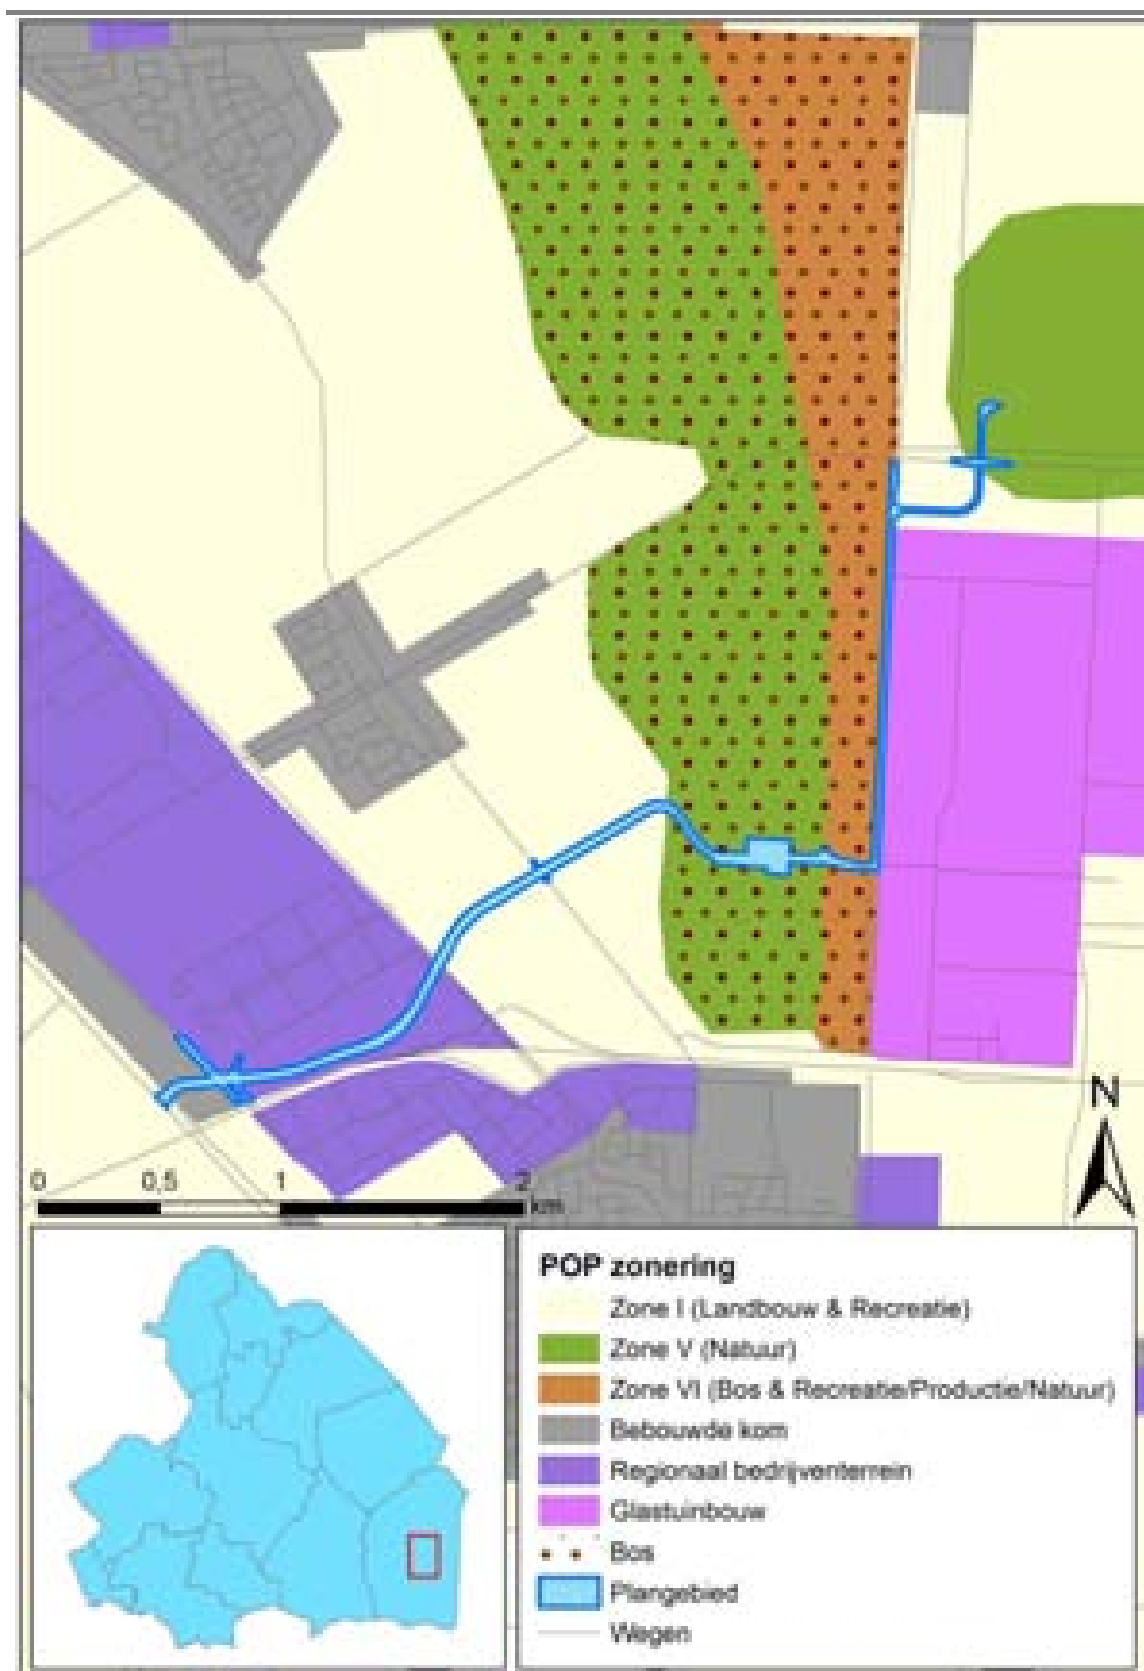 N
0 0,5 1 2 km
POP zonering
Zone I (Landbouw & Recreatie)
Zone V (Natuur)
Zone VI (Bos & Recreatie/Productie/Natuur)
Bebouwde kom
Regionaal bedrijventerrein
Glastuinbouw
Bos
Plangebied
Wegen